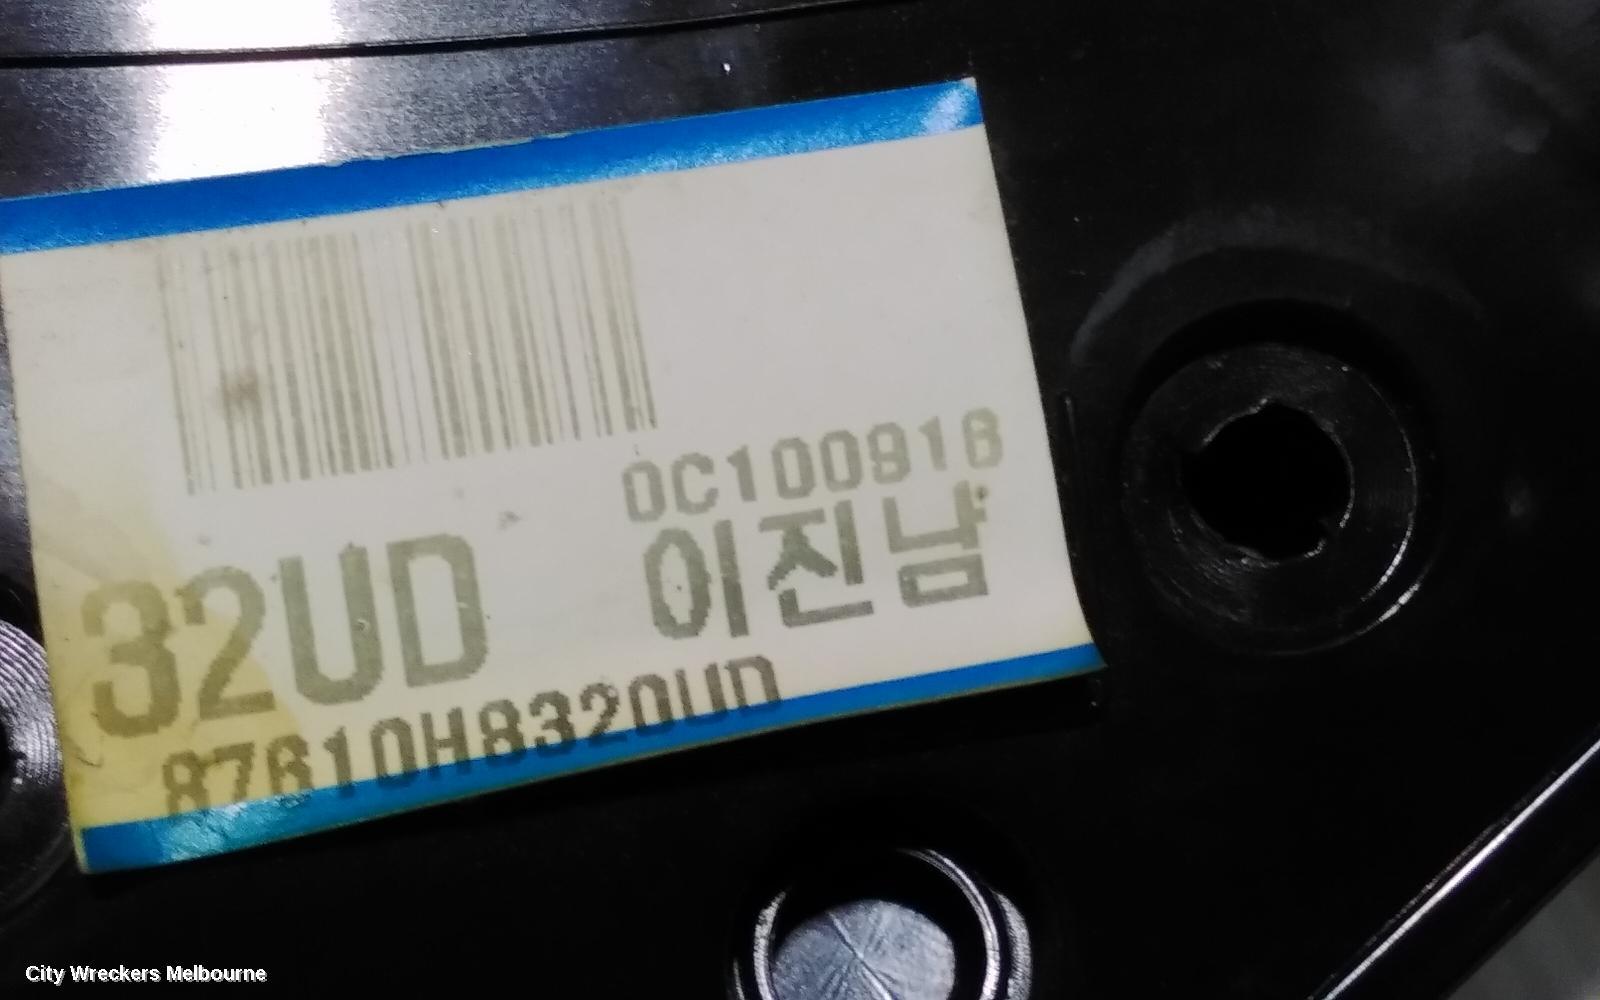 0C100918
32UD 이진남
87610H8320UD
City Wreckers Melbourne